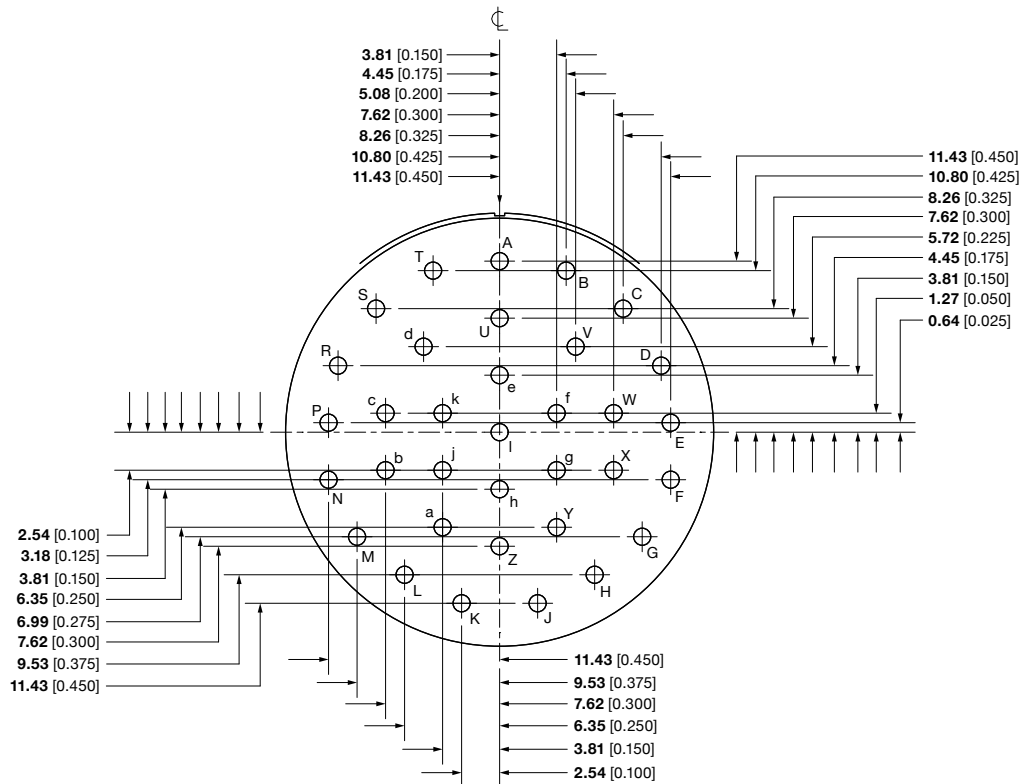 ℄
3.81 [0.150]
4.45 [0.175]
5.08 [0.200]
7.62 [0.300]
8.26 [0.325]
10.80 [0.425]
11.43 [0.450]
11.43 [0.450]
10.80 [0.425]
8.26 [0.325]
7.62 [0.300]
5.72 [0.225]
4.45 [0.175]
3.81 [0.150]
1.27 [0.050]
0.64 [0.025]
A
T
B
S
C
U
d
V
R
D
e
c
k
f
W
P
E
l
b
j
g
X
N
h
F
a
Y
M
Z
G
L
H
K
J
2.54 [0.100]
3.18 [0.125]
3.81 [0.150]
6.35 [0.250]
6.99 [0.275]
7.62 [0.300]
9.53 [0.375]
11.43 [0.450]
11.43 [0.450]
9.53 [0.375]
7.62 [0.300]
6.35 [0.250]
3.81 [0.150]
2.54 [0.100]